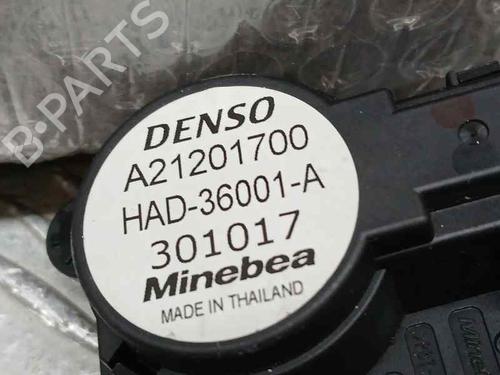 DENSO
A21201700
HAD-36001-A
301017
Minebea
MADE IN THAILAND
B-PARTS